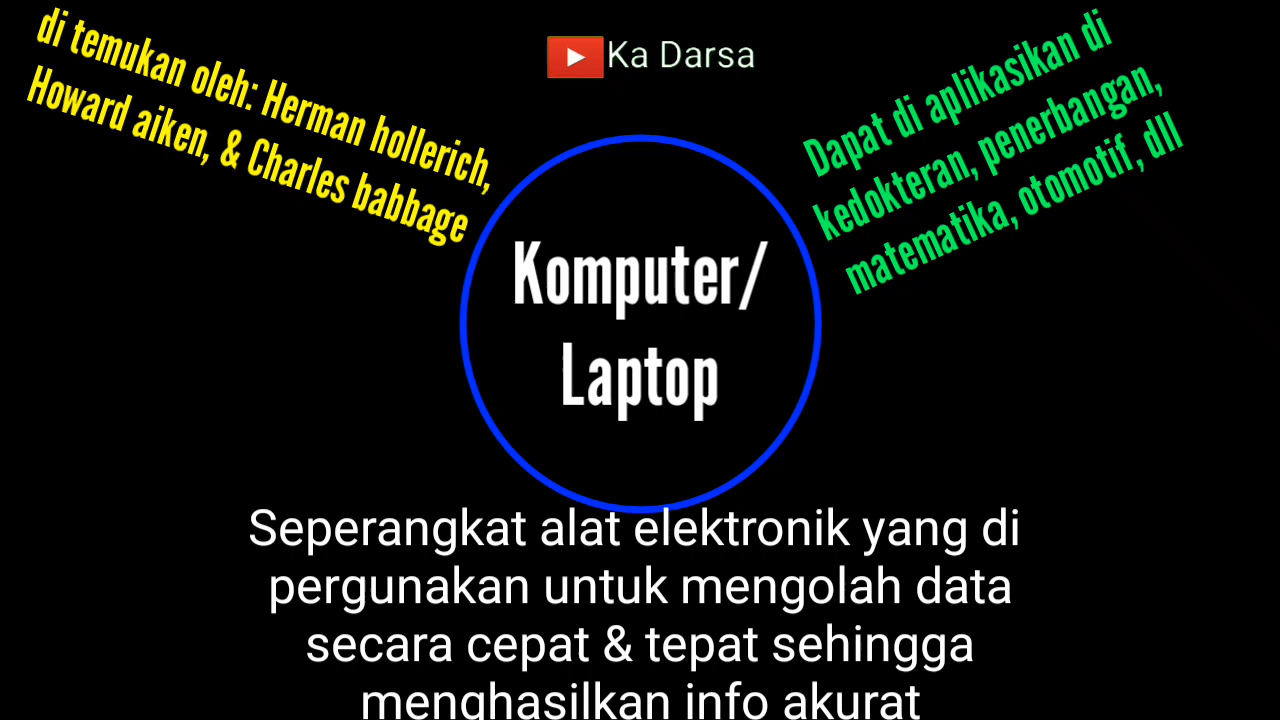 di temukan oleh: Herman hollerich,
Howard aiken, & Charles babbage
Ka Darsa
Dapat di aplikasikan di
kedokteran, penerbangan,
matematika, otomotif, dll
Komputer/
Laptop
Seperangkat alat elektronik yang di
pergunakan untuk mengolah data
secara cepat & tepat sehingga
menghasilkan info akurat